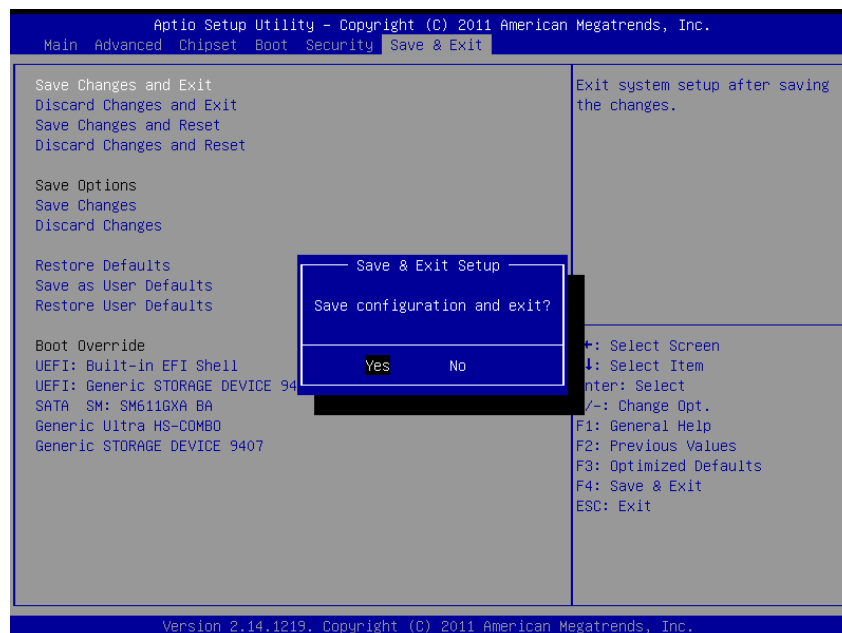 Aptio Setup Utility – Copyright (C) 2011 American Megatrends, Inc.
Main Advanced Chipset Boot Security Save & Exit
Save Changes and Exit
Discard Changes and Exit
Save Changes and Reset
Discard Changes and Reset
Save Options
Save Changes
Discard Changes
Restore Defaults
Save as User Defaults
Restore User Defaults
Boot Override
UEFI: Built-in EFI Shell
UEFI: Generic STORAGE DEVICE 94
SATA SM: SM611GXA BA
Generic Ultra HS-COMBO
Generic STORAGE DEVICE 9407
Save & Exit Setup
Save configuration and exit?
Yes No
Exit system setup after saving
the changes.
: Select Screen
: Select Item
nter: Select
/-: Change Opt.
F1: General Help
F2: Previous Values
F3: Optimized Defaults
F4: Save & Exit
ESC: Exit
Version 2.14.1219. Copyright (C) 2011 American Megatrends, Inc.